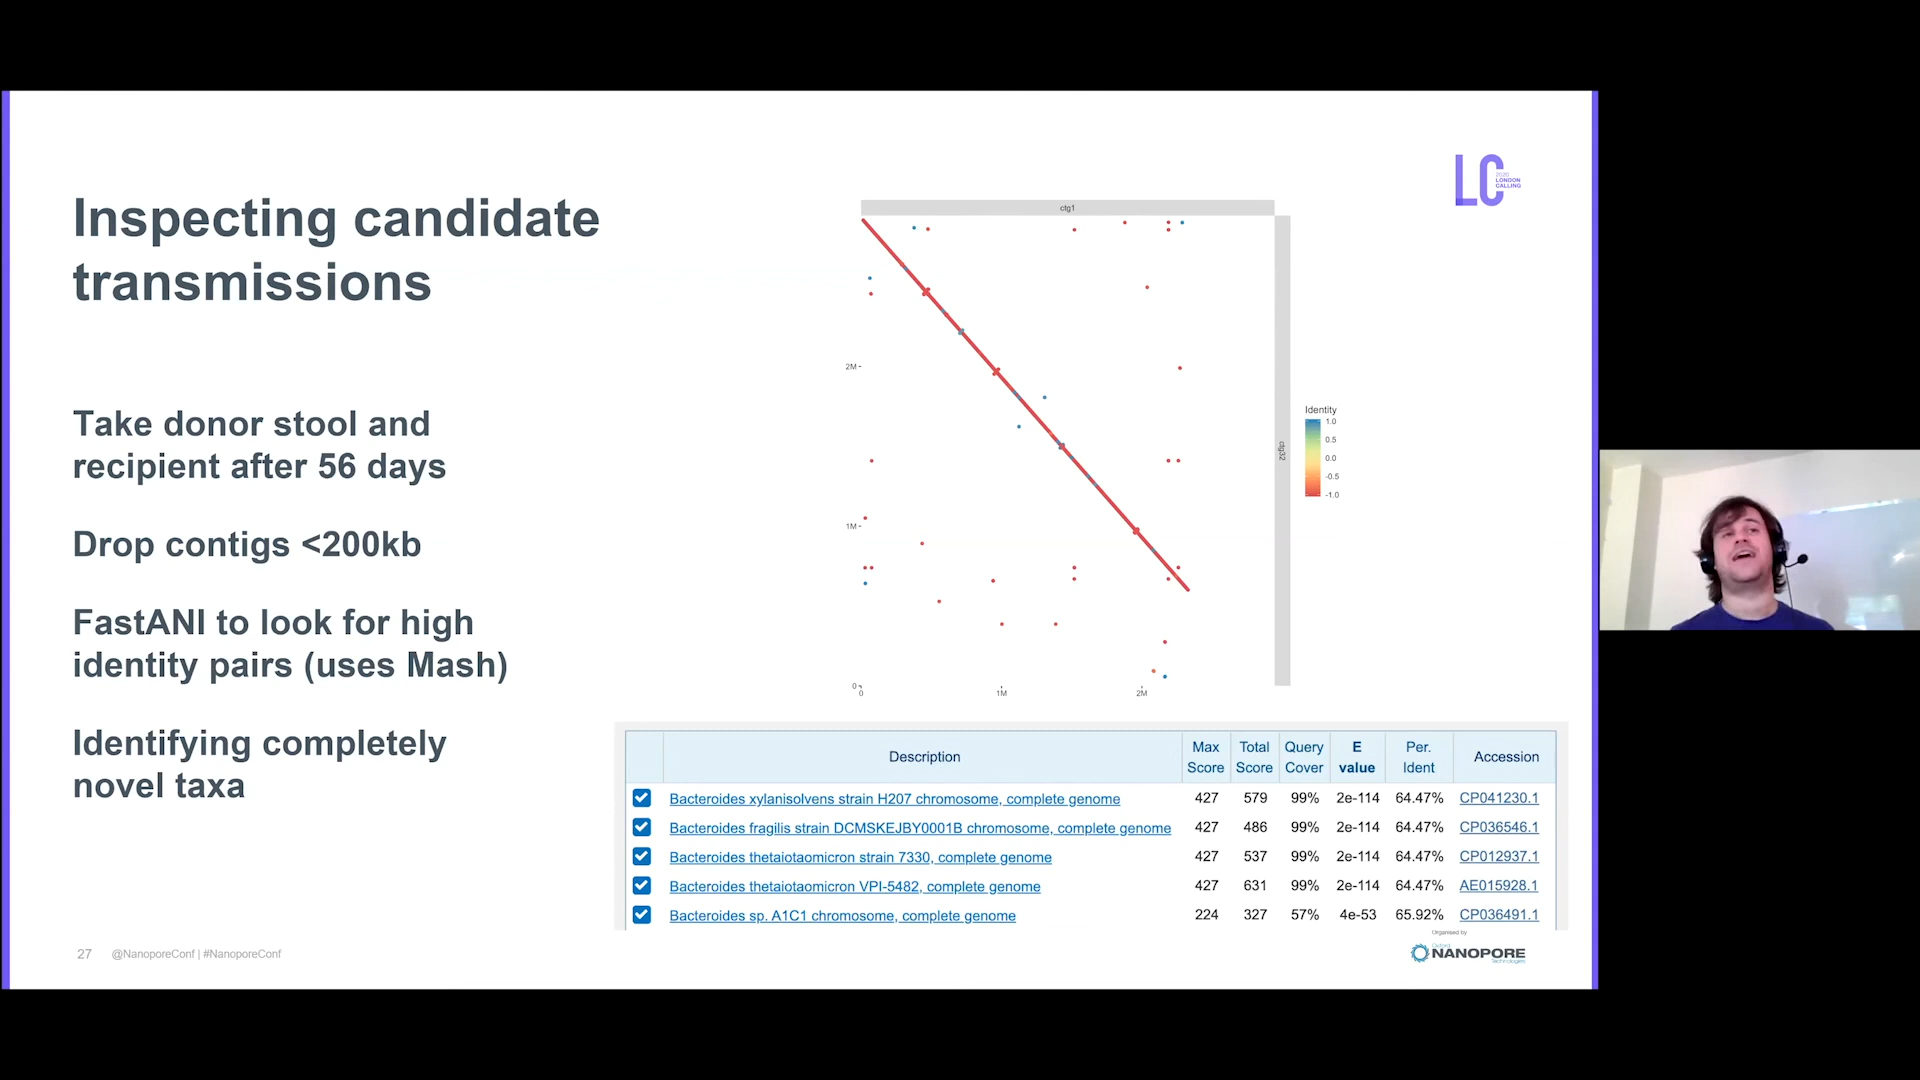 Inspecting candidate
transmissions
Take donor stool and
recipient after 56 days
Drop contigs <200kb
FastANI to look for high
identity pairs (uses Mash)
Identifying completely
novel taxa
LC
2020
LONDON
CALLING
ctg1
ctg32
2M
1M
0
0
1M
2M
Identity
1.0
0.5
0.0
-0.5
-1.0
Description Max Score Total Score Query Cover E value Per. Ident Accession
Bacteroides xylanisolvens strain H207 chromosome, complete genome 427 579 99% 2e-114 64.47% CP041230.1
Bacteroides fragilis strain DCMSKEJBY0001B chromosome, complete genome 427 486 99% 2e-114 64.47% CP036546.1
Bacteroides thetaiotaomicron strain 7330, complete genome 427 537 99% 2e-114 64.47% CP012937.1
Bacteroides thetaiotaomicron VPI-5482, complete genome 427 631 99% 2e-114 64.47% AE015928.1
Bacteroides sp. A1C1 chromosome, complete genome 224 327 57% 4e-53 65.92% CP036491.1
27 @NanoporeConf | #NanoporeConf
Organised by
Oxford
NANOPORE
Technologies